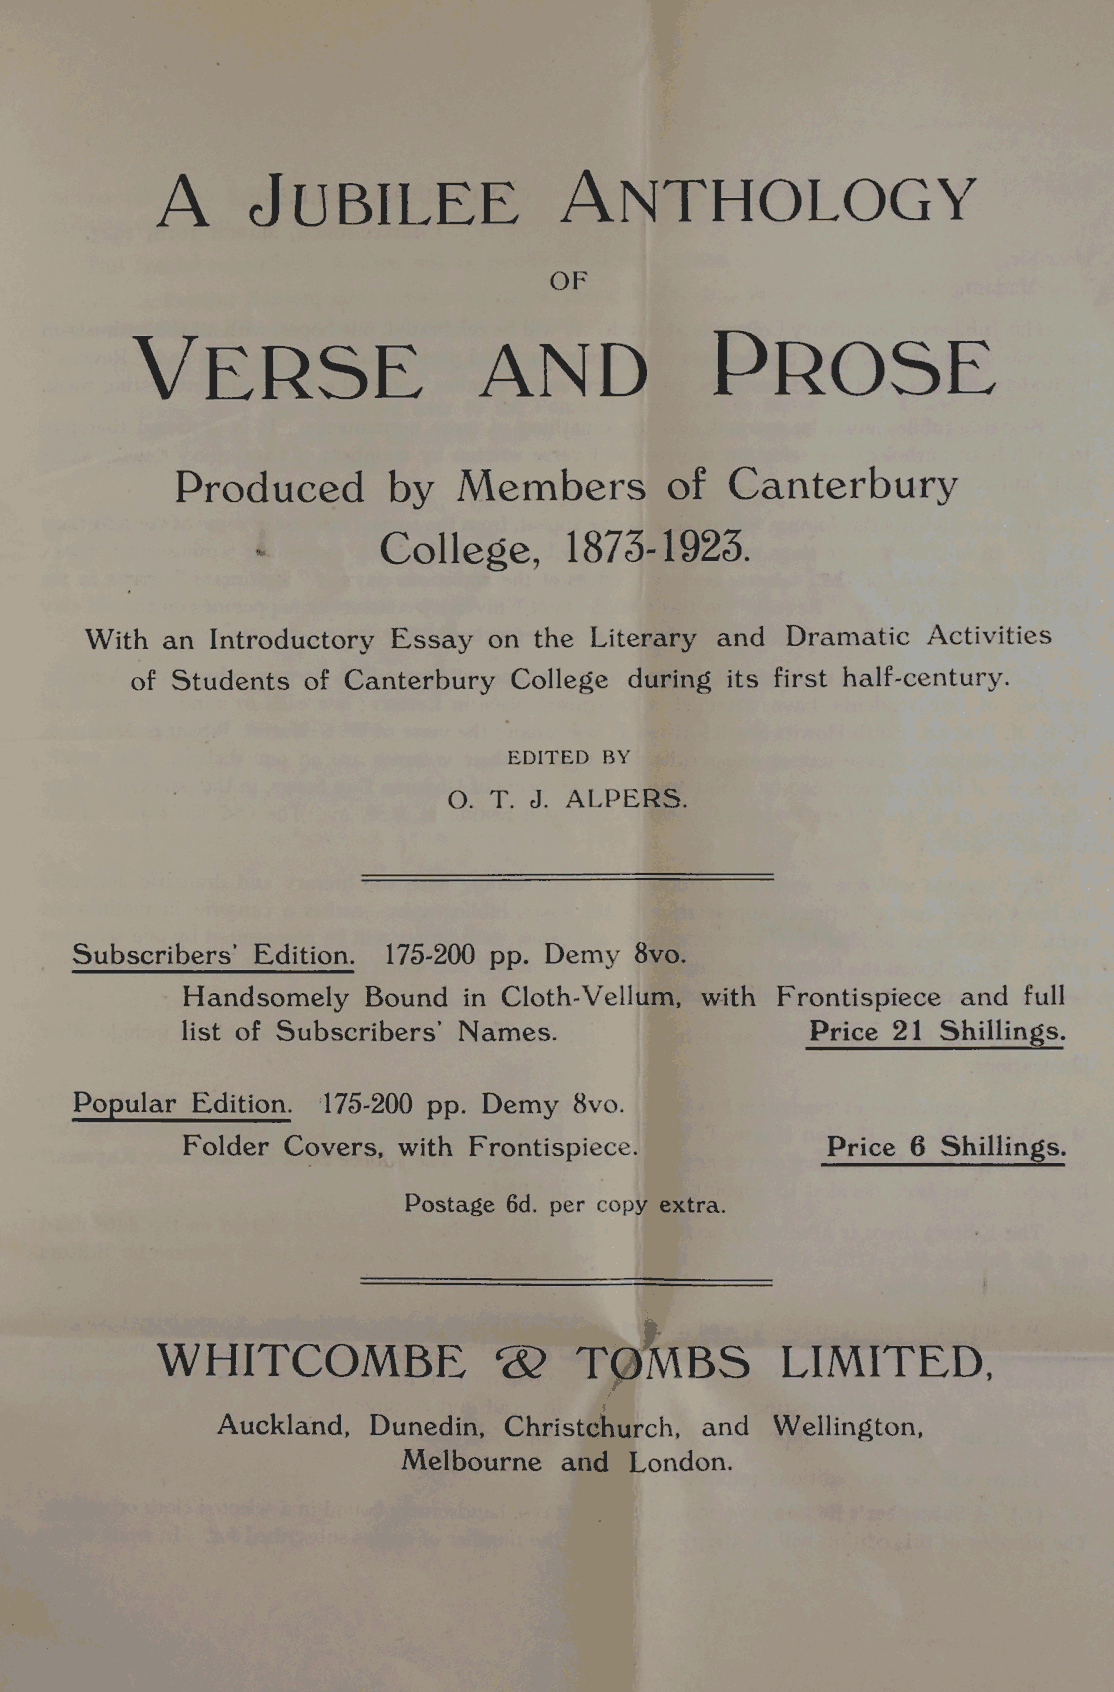 A JUBILEE ANTHOLOGY
OF
VERSE AND PROSE
Produced by Members of Canterbury
College, 1873-1923.
With an Introductory Essay on the Literary and Dramatic Activities
of Students of Canterbury College during its first half-century.
EDITED BY
O. T. J. ALPERS.
Subscribers' Edition. 175-200 pp. Demy 8vo.
Handsomely Bound in Cloth-Vellum, with Frontispiece and full
list of Subscribers' Names. Price 21 Shillings.
Popular Edition. 175-200 pp. Demy 8vo.
Folder Covers, with Frontispiece. Price 6 Shillings.
Postage 6d. per copy extra.
WHITCOMBE & TOMBS LIMITED,
Auckland, Dunedin, Christchurch, and Wellington,
Melbourne and London.